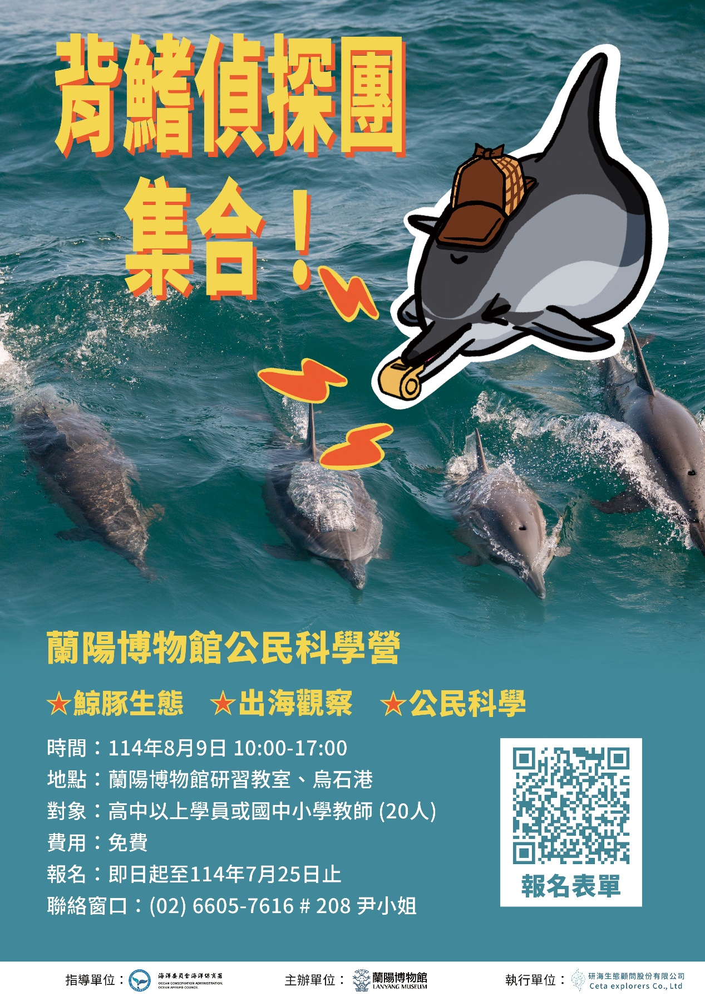 背鰭偵探團
集合！
蘭陽博物館公民科學營
★鯨豚生態 ★出海觀察 ★公民科學
時間：114年8月9日 10:00-17:00
地點：蘭陽博物館研習教室、烏石港
對象：高中以上學員或國中小學教師 (20人)
費用：免費
報名：即日起至114年7月25日止
聯絡窗口：(02) 6605-7616 # 208 尹小姐
報名表單
指導單位：
海洋委員會海洋保育署
OCEAN CONSERVATION ADMINISTRATION,
OCEAN AFFAIRS COUNCIL
主辦單位：
蘭陽博物館
LANYANG MUSEUM
執行單位：
研海生態顧問股份有限公司
Ceta explorers Co., Ltd